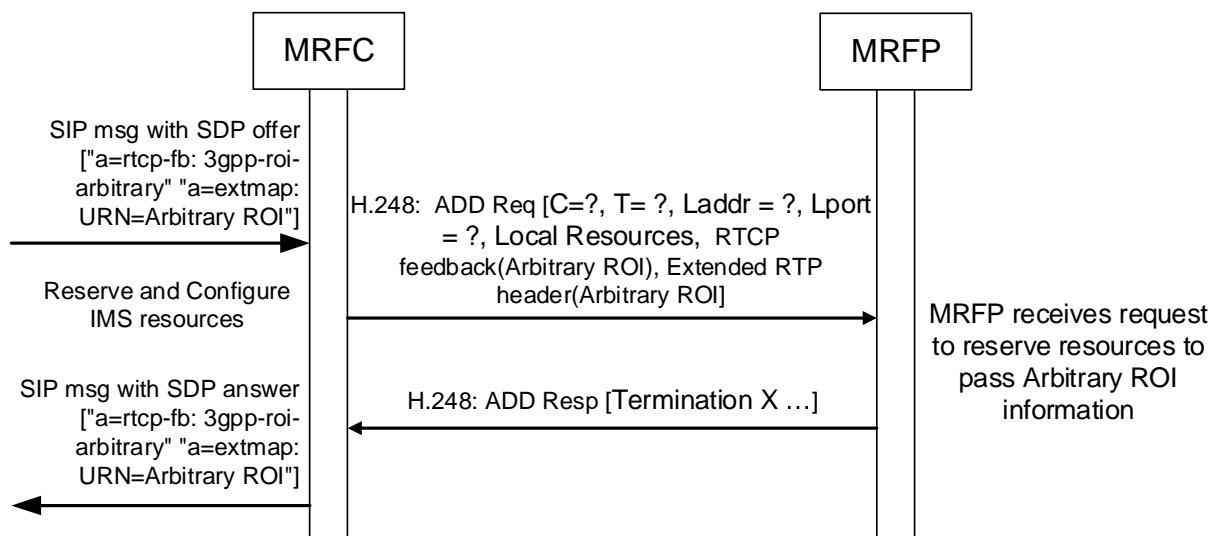 MRFC
MRFP
SIP msg with SDP offer
["a=rtcp-fb: 3gpp-roi-
arbitrary" "a=extmap:
URN=Arbitrary ROI"]
H.248: ADD Req [C=?, T= ?, Laddr = ?, Lport
= ?, Local Resources, RTCP
feedback(Arbitrary ROI), Extended RTP
header(Arbitrary ROI]
Reserve and Configure
IMS resources
MRFP receives request
to reserve resources to
pass Arbitrary ROI
information
SIP msg with SDP answer
["a=rtcp-fb: 3gpp-roi-
arbitrary" "a=extmap:
URN=Arbitrary ROI"]
H.248: ADD Resp [Termination X …]